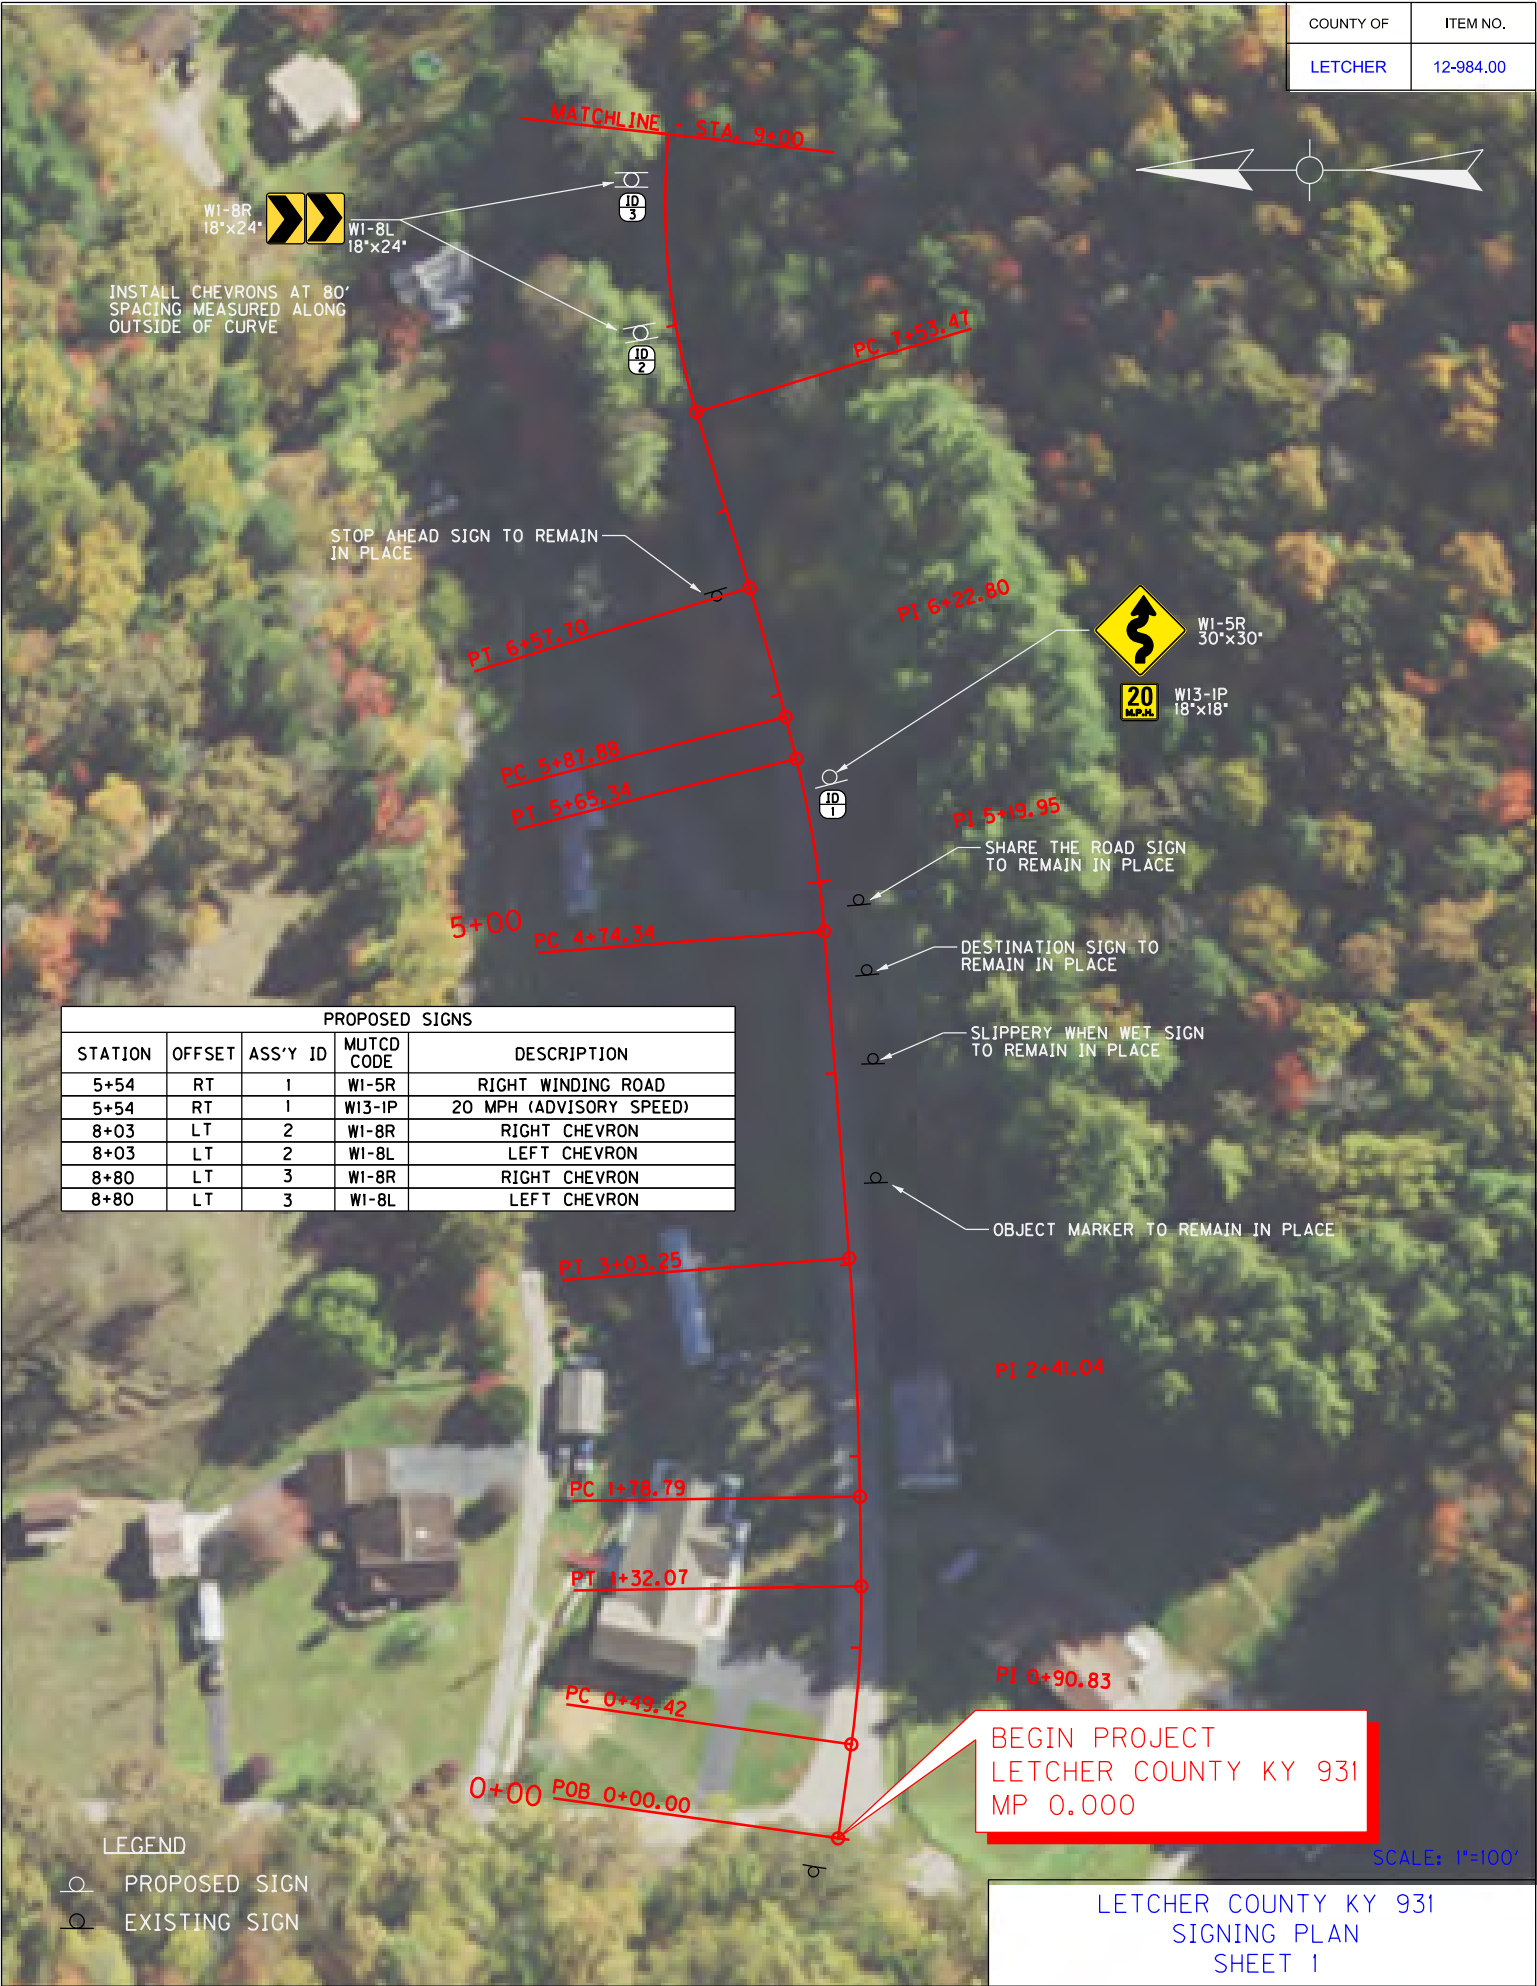 COUNTY OF
ITEM NO.
LETCHER
12-984.00
MATCHLINE - STA. 9+00
ID
3
W1-8R
18"x24"
W1-8L
18"x24"
INSTALL CHEVRONS AT 80'
SPACING MEASURED ALONG
OUTSIDE OF CURVE
ID
2
PC 7+53.47
STOP AHEAD SIGN TO REMAIN
IN PLACE
PI 6+22.80
PT 6+57.70
W1-5R
30"x30"
20
M.P.H.
W13-1P
18"x18"
PC 5+87.88
PT 5+65.34
ID
1
PI 5+19.95
SHARE THE ROAD SIGN
TO REMAIN IN PLACE
5+00
PC 4+74.34
DESTINATION SIGN TO
REMAIN IN PLACE
SLIPPERY WHEN WET SIGN
TO REMAIN IN PLACE
PROPOSED SIGNS
STATION OFFSET ASS'Y ID MUTCD CODE DESCRIPTION
5+54 RT 1 W1-5R RIGHT WINDING ROAD
5+54 RT 1 W13-1P 20 MPH (ADVISORY SPEED)
8+03 LT 2 W1-8R RIGHT CHEVRON
8+03 LT 2 W1-8L LEFT CHEVRON
8+80 LT 3 W1-8R RIGHT CHEVRON
8+80 LT 3 W1-8L LEFT CHEVRON
OBJECT MARKER TO REMAIN IN PLACE
PT 3+03.25
PI 2+41.04
PC 1+78.79
PT 1+32.07
PI 0+90.83
PC 0+49.42
0+00
POB 0+00.00
BEGIN PROJECT
LETCHER COUNTY KY 931
MP 0.000
LEGEND
PROPOSED SIGN
EXISTING SIGN
SCALE: 1"=100'
LETCHER COUNTY KY 931
SIGNING PLAN
SHEET 1